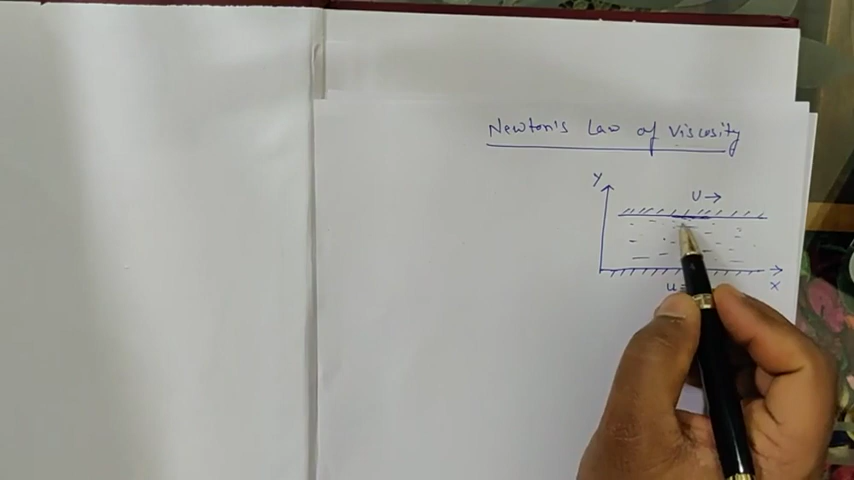 Newton's Law of Viscosity
Y
U →
X
u =